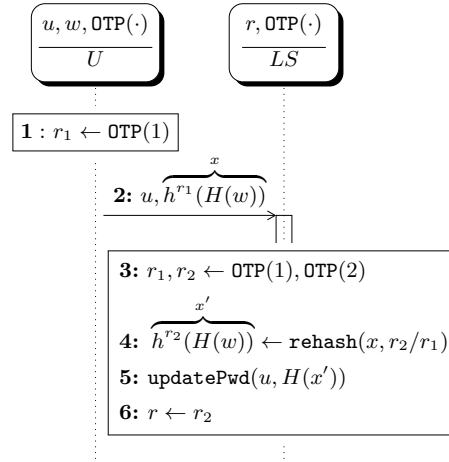 u, w, OTP(·)
U
r, OTP(·)
LS
1 : r₁ ← OTP(1)
x
2: u, h^{r₁}(H(w))
3: r₁, r₂ ← OTP(1), OTP(2)
x′
4: h^{r₂}(H(w)) ← rehash(x, r₂/r₁)
5: updatePwd(u, H(x′))
6: r ← r₂